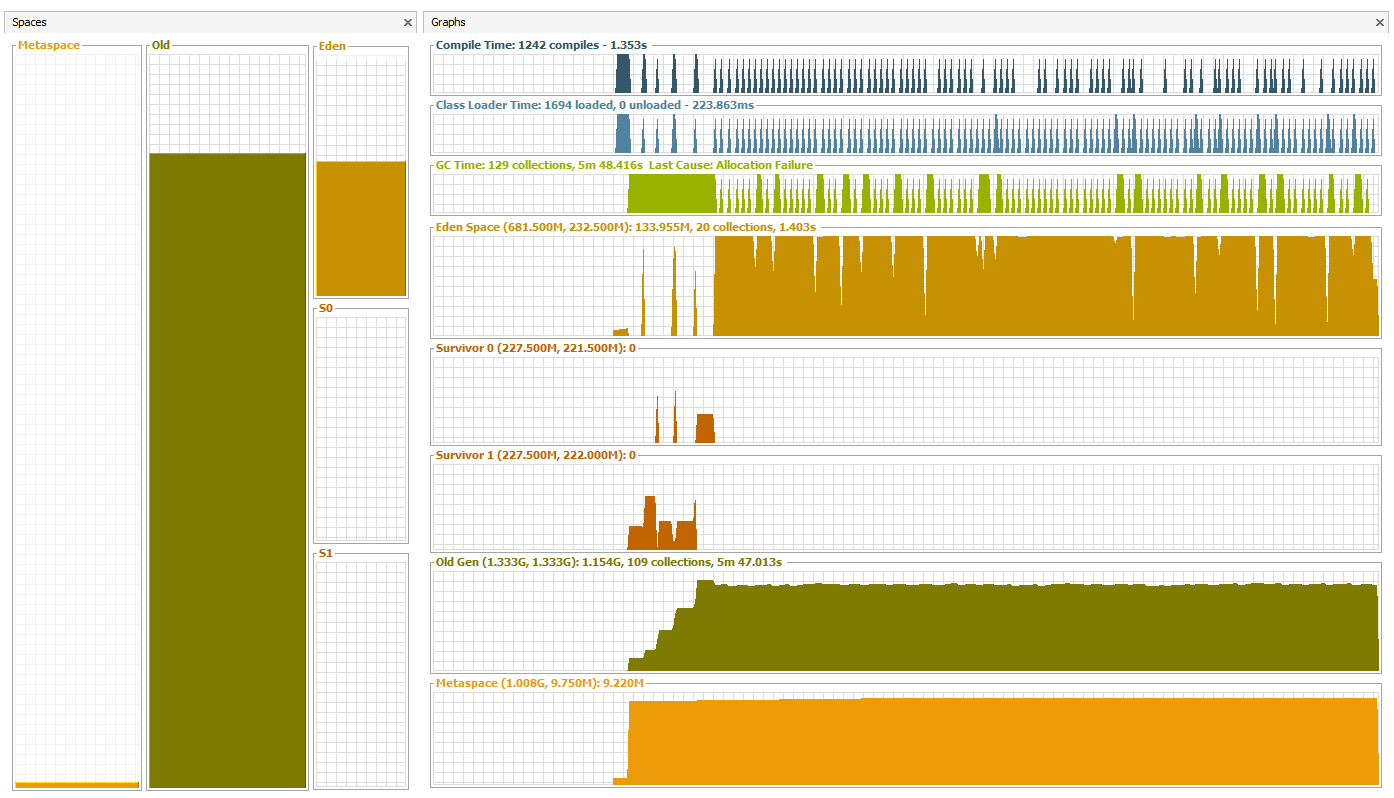 Spaces
Metaspace
Old
Eden
S0
S1
Graphs
Compile Time: 1242 compiles - 1.353s
Class Loader Time: 1694 loaded, 0 unloaded - 223.863ms
GC Time: 129 collections, 5m 48.416s Last Cause: Allocation Failure
Eden Space (681.500M, 232.500M): 133.955M, 20 collections, 1.403s
Survivor 0 (227.500M, 221.500M): 0
Survivor 1 (227.500M, 222.000M): 0
Old Gen (1.333G, 1.333G): 1.154G, 109 collections, 5m 47.013s
Metaspace (1.008G, 9.750M): 9.220M